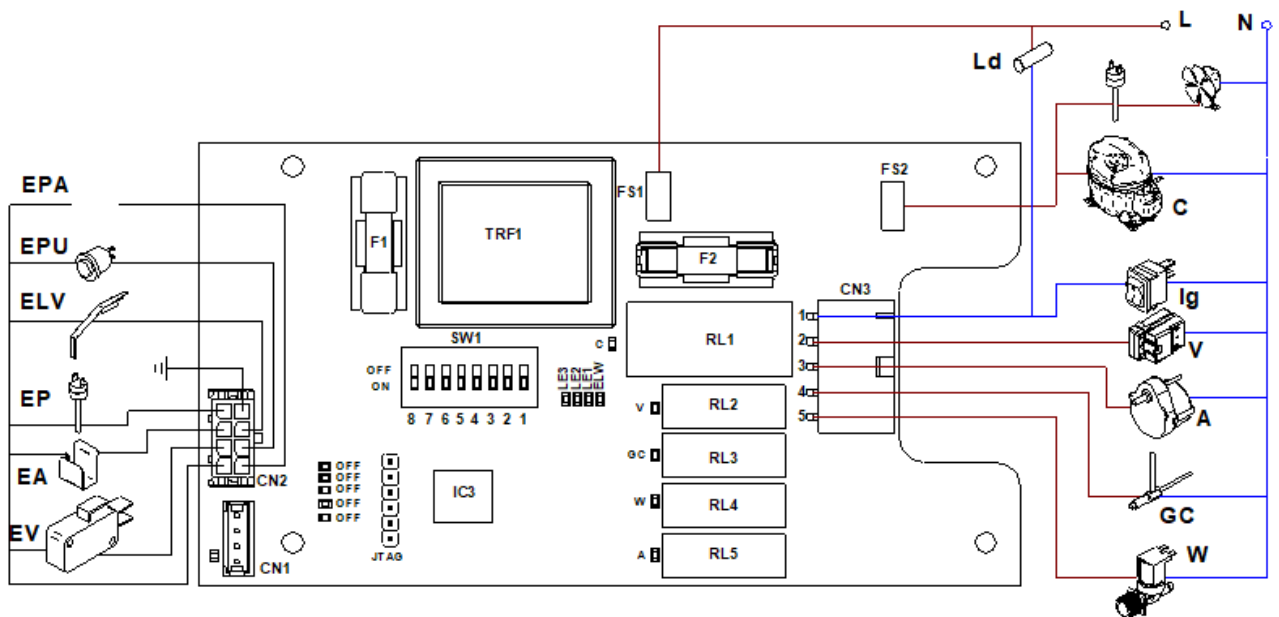 L
N
Ld
EPA
EPU
ELV
EP
EA
EV
C
Ig
V
A
GC
W
FS1
FS2
F1
TRF1
F2
CN3
1
2
3
4
5
SW1
OFF
ON
8 7 6 5 4 3 2 1
LE3
LE2
LE1
ELW
C
RL1
V
RL2
GC
RL3
W
RL4
A
RL5
CN2
CN1
OFF
OFF
OFF
OFF
OFF
JTAG
IC3